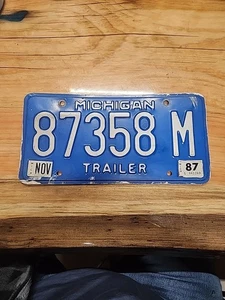 MICHIGAN
87358 M
NOV 87
TRAILER